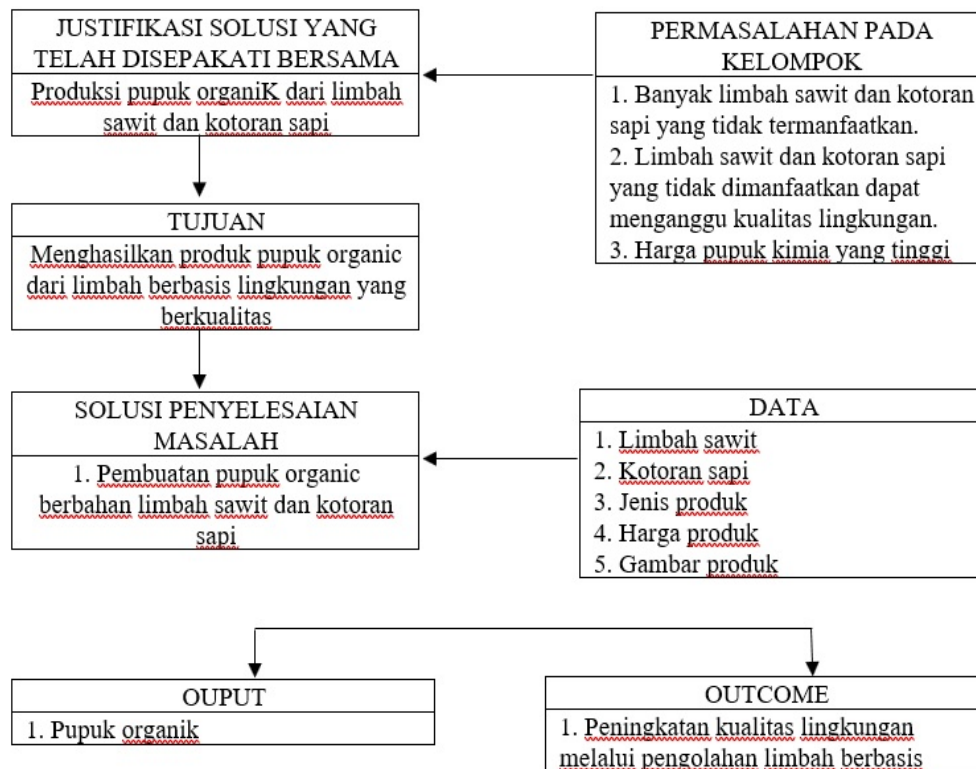 JUSTIFIKASI SOLUSI YANG
TELAH DISEPAKATI BERSAMA
Produksi pupuk organiK dari limbah
sawit dan kotoran sapi
PERMASALAHAN PADA
KELOMPOK
1. Banyak limbah sawit dan kotoran
sapi yang tidak termanfaatkan.
2. Limbah sawit dan kotoran sapi
yang tidak dimanfaatkan dapat
menganggu kualitas lingkungan.
3. Harga pupuk kimia yang tinggi
TUJUAN
Menghasilkan produk pupuk organic
dari limbah berbasis lingkungan yang
berkualitas
SOLUSI PENYELESAIAN
MASALAH
1. Pembuatan pupuk organic
berbahan limbah sawit dan kotoran
sapi
DATA
1. Limbah sawit
2. Kotoran sapi
3. Jenis produk
4. Harga produk
5. Gambar produk
OUPUT
1. Pupuk organik
OUTCOME
1. Peningkatan kualitas lingkungan
melalui pengolahan limbah berbasis